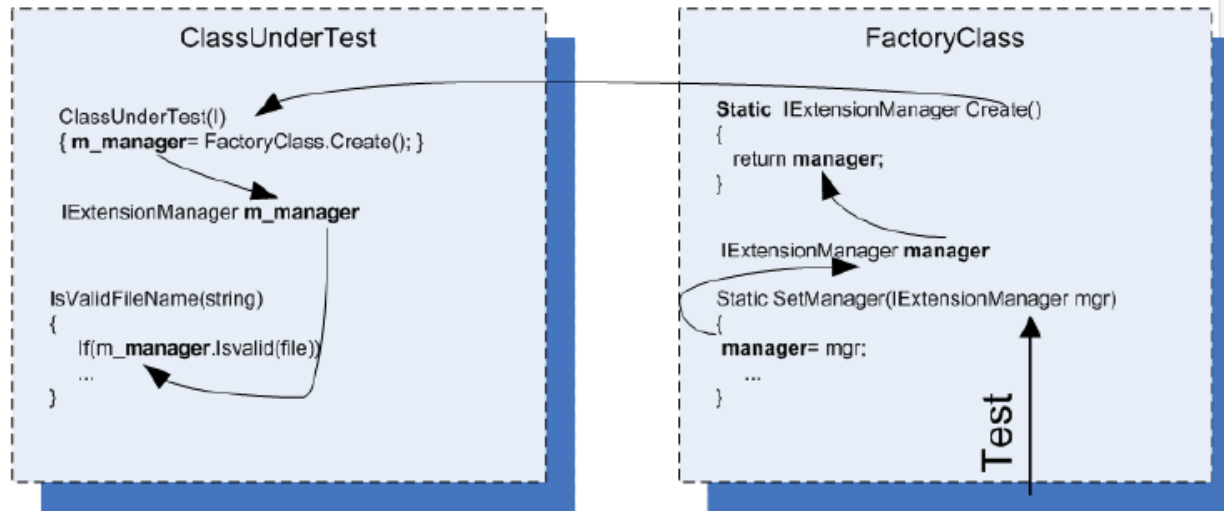 ClassUnderTest
ClassUnderTest(I)
{ m_manager= FactoryClass.Create(); }
IExtensionManager m_manager
IsValidFileName(string)
{
If(m_manager.Isvalid(file))
...
}
FactoryClass
Static IExtensionManager Create()
{
return manager;
}
IExtensionManager manager
Static SetManager(IExtensionManager mgr)
{
manager= mgr;
...
}
Test